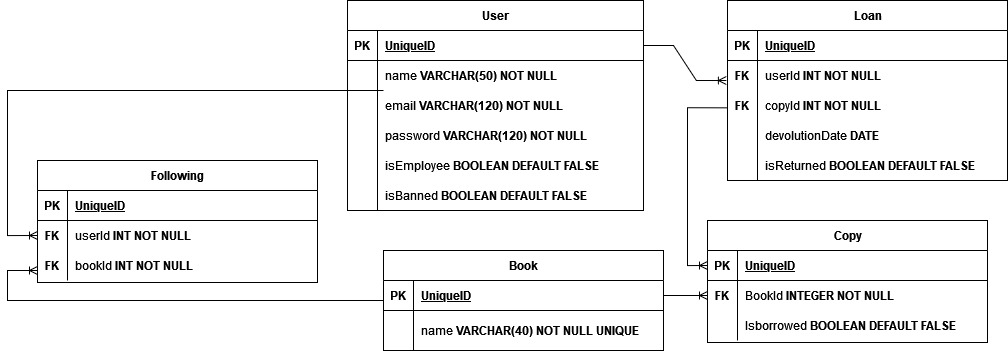 User
PK UniqueID
name VARCHAR(50) NOT NULL
email VARCHAR(120) NOT NULL
password VARCHAR(120) NOT NULL
isEmployee BOOLEAN DEFAULT FALSE
isBanned BOOLEAN DEFAULT FALSE
Loan
PK UniqueID
FK userId INT NOT NULL
FK copyId INT NOT NULL
devolutionDate DATE
isReturned BOOLEAN DEFAULT FALSE
Following
PK UniqueID
FK userId INT NOT NULL
FK bookId INT NOT NULL
Book
PK UniqueID
name VARCHAR(40) NOT NULL UNIQUE
Copy
PK UniqueID
FK BookId INTEGER NOT NULL
Isborrowed BOOLEAN DEFAULT FALSE